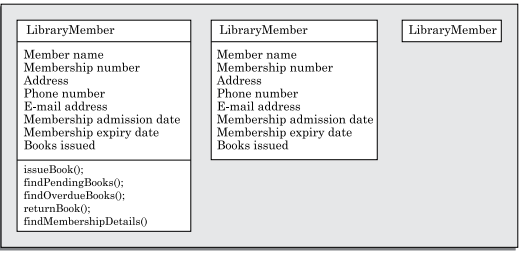 LibraryMember
Member name
Membership number
Address
Phone number
E-mail address
Membership admission date
Membership expiry date
Books issued
issueBook();
findPendingBooks();
findOverdueBooks();
returnBook();
findMembershipDetails()
LibraryMember
Member name
Membership number
Address
Phone number
E-mail address
Membership admission date
Membership expiry date
Books issued
LibraryMember